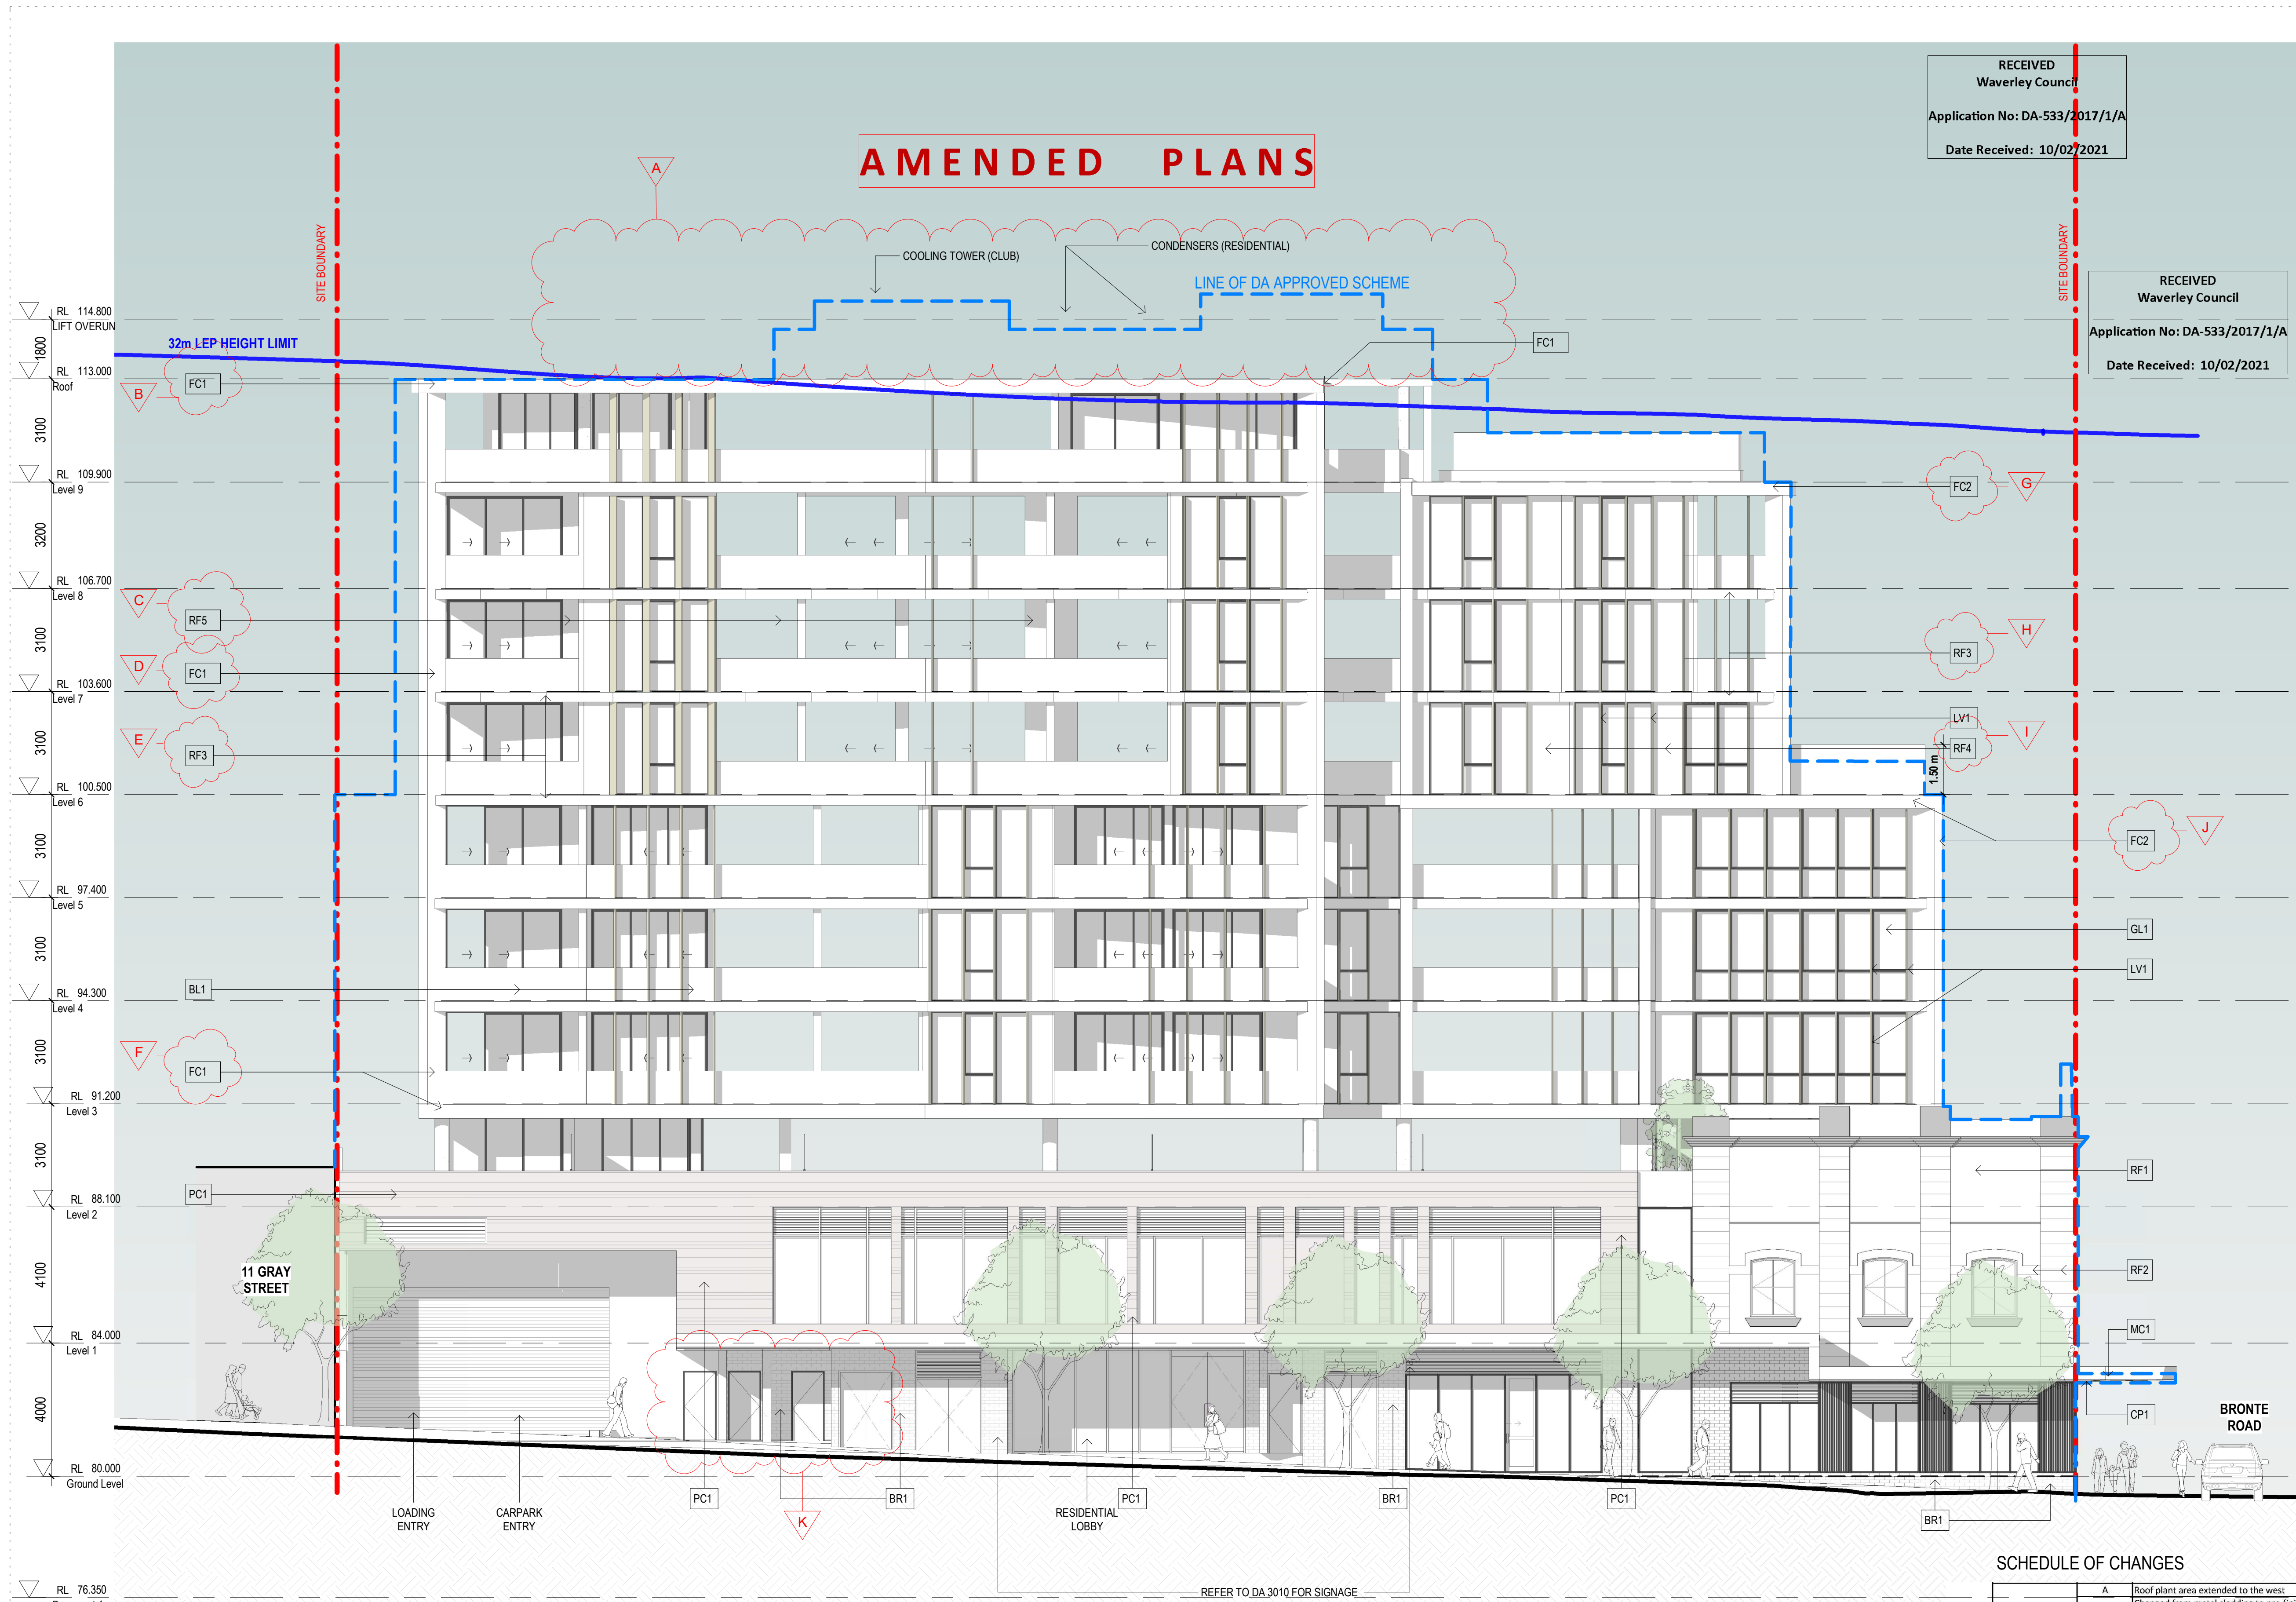 RECEIVED
Waverley Council
Application No: DA-533/2017/1/A
Date Received: 10/02/2021
AMENDED PLANS
RECEIVED
Waverley Council
Application No: DA-533/2017/1/A
Date Received: 10/02/2021
SITE BOUNDARY
SITE BOUNDARY
A
COOLING TOWER (CLUB)
CONDENSERS (RESIDENTIAL)
LINE OF DA APPROVED SCHEME
32m LEP HEIGHT LIMIT
RL 114.800
LIFT OVERUN
1800
RL 113.000
Roof
3100
RL 109.900
Level 9
3200
RL 106.700
Level 8
3100
RL 103.600
Level 7
3100
RL 100.500
Level 6
3100
RL 97.400
Level 5
3100
RL 94.300
Level 4
3100
RL 91.200
Level 3
3100
RL 88.100
Level 2
4100
RL 84.000
Level 1
4000
RL 80.000
Ground Level
RL 76.350
B
FC1
C
RF5
D
FC1
E
RF3
BL1
F
FC1
PC1
11 GRAY
STREET
FC1
FC2
G
H
RF3
LV1
I
RF4
1.50 m
J
FC2
GL1
LV1
RF1
RF2
MC1
CP1
BRONTE
ROAD
LOADING
ENTRY
CARPARK
ENTRY
PC1
K
BR1
RESIDENTIAL
LOBBY
PC1
BR1
PC1
BR1
REFER TO DA 3010 FOR SIGNAGE
SCHEDULE OF CHANGES
A
Roof plant area extended to the west